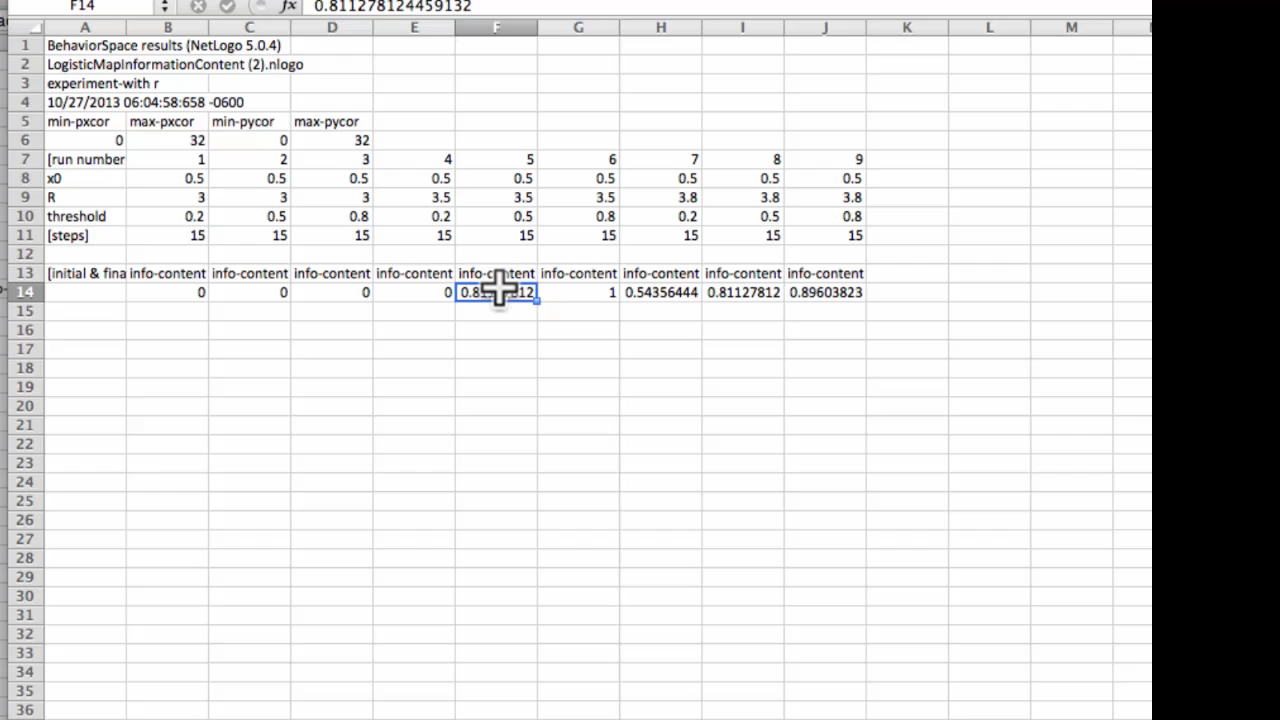 F14 fx 0.811278124459132
A B C D E F G H I J K L M
1 BehaviorSpace results (NetLogo 5.0.4)
2 LogisticMapInformationContent (2).nlogo
3 experiment-with r
4 10/27/2013 06:04:58:658 -0600
5 min-pxcor max-pxcor min-pycor max-pycor
6 0 32 0 32
7 [run number 1 2 3 4 5 6 7 8 9
8 x0 0.5 0.5 0.5 0.5 0.5 0.5 0.5 0.5 0.5
9 R 3 3 3 3.5 3.5 3.5 3.8 3.8 3.8
10 threshold 0.2 0.5 0.8 0.2 0.5 0.8 0.2 0.5 0.8
11 [steps] 15 15 15 15 15 15 15 15 15
12
13 [initial & fina info-content info-content info-content info-content info-content info-content info-content info-content info-content
14 0 0 0 0 1 0.54356444 0.81127812 0.89603823
15
16
17
18
19
20
21
22
23
24
25
26
27
28
29
30
31
32
33
34
35
36